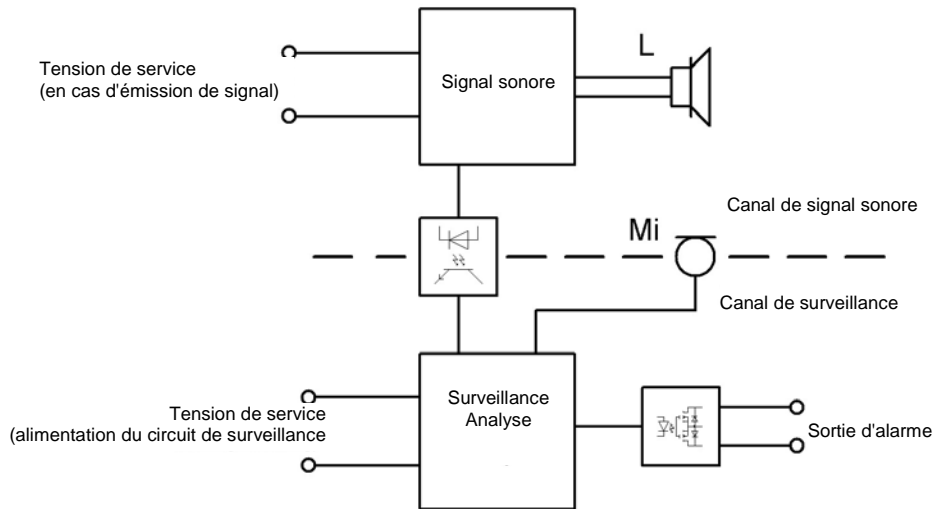 Tension de service
(en cas d'émission de signal)
Signal sonore
L
Canal de signal sonore
Mi
Canal de surveillance
Tension de service
(alimentation du circuit de surveillance
Surveillance
Analyse
Sortie d'alarme